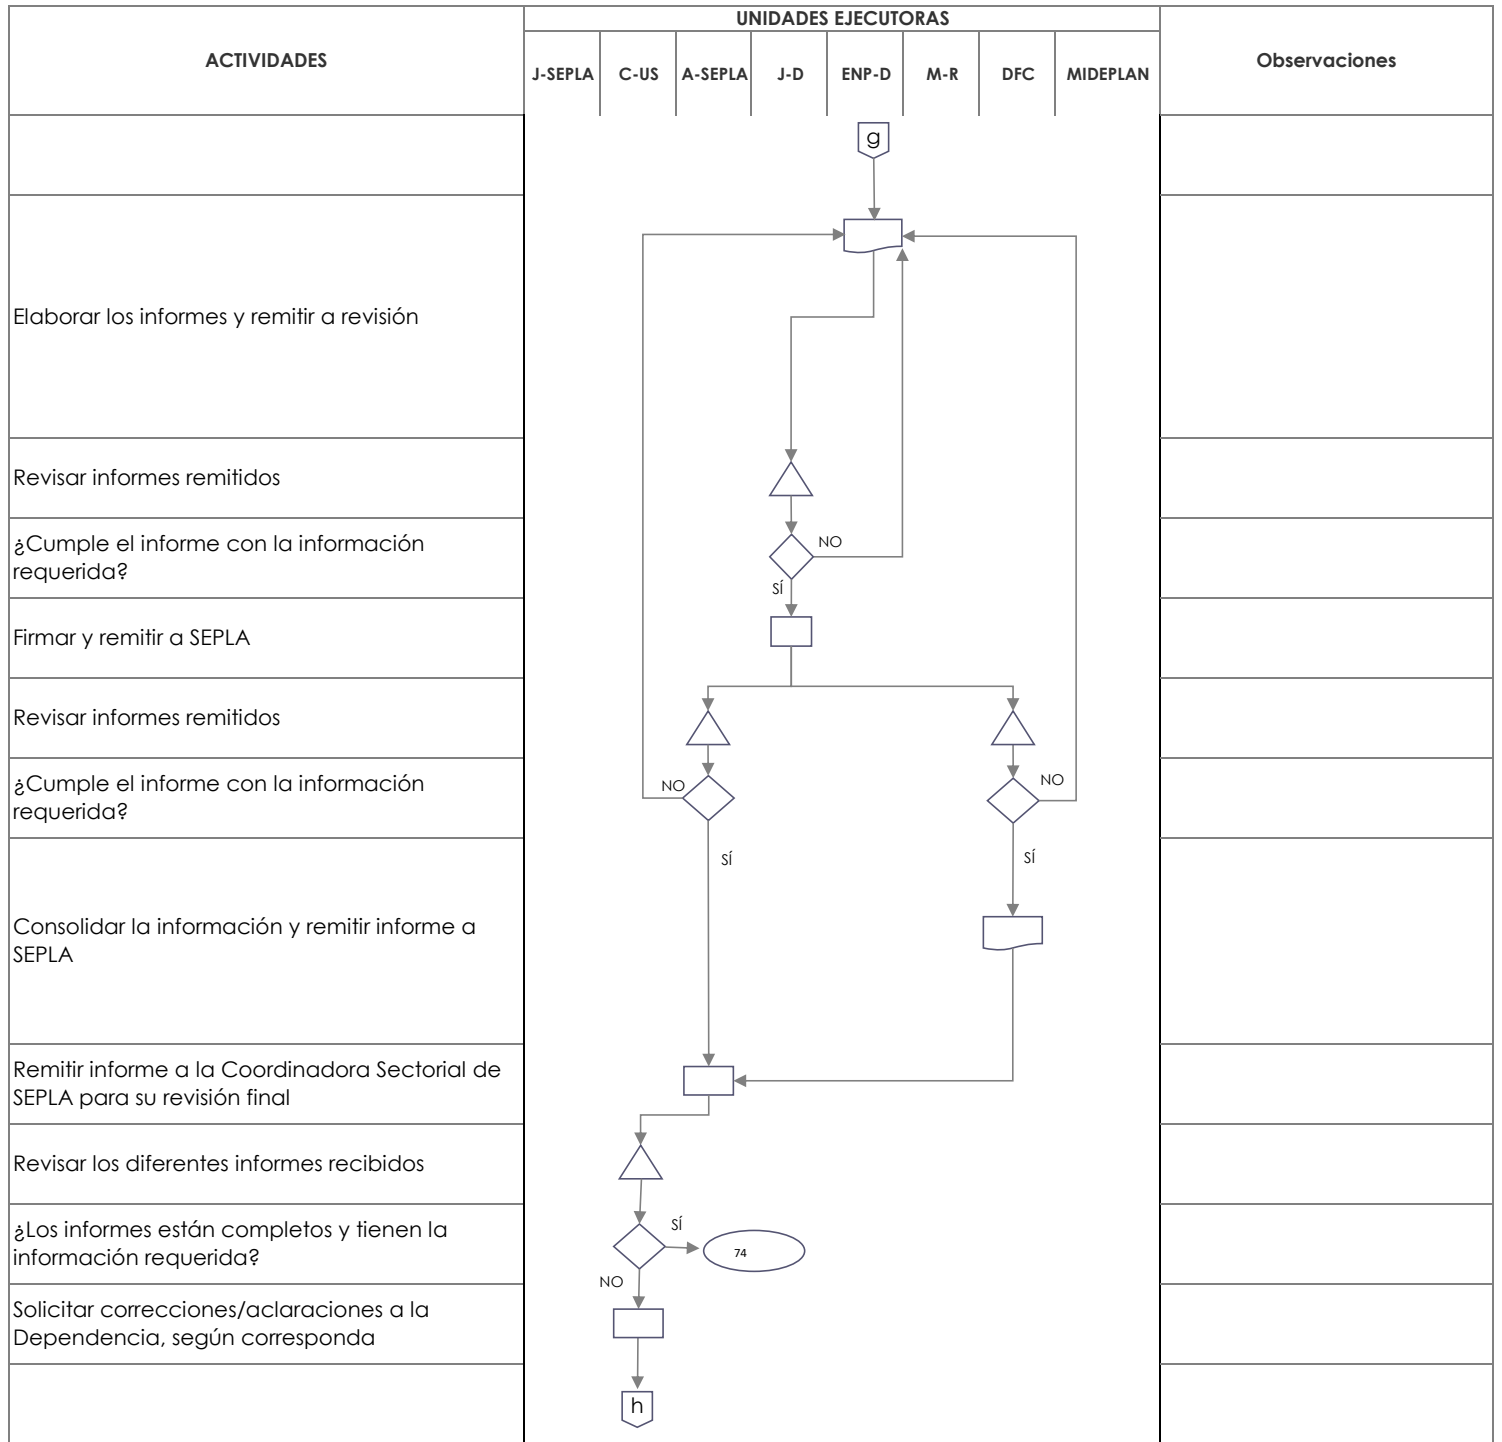 UNIDADES EJECUTORAS
ACTIVIDADES
J-SEPLA C-US A-SEPLA J-D ENP-D M-R DFC MIDEPLAN
Observaciones
g
Elaborar los informes y remitir a revisión
Revisar informes remitidos
¿Cumple el informe con la información
requerida?
NO
SÍ
Firmar y remitir a SEPLA
Revisar informes remitidos
¿Cumple el informe con la información
requerida?
NO
NO
SÍ
SÍ
Consolidar la información y remitir informe a
SEPLA
Remitir informe a la Coordinadora Sectorial de
SEPLA para su revisión final
Revisar los diferentes informes recibidos
¿Los informes están completos y tienen la
información requerida?
SÍ
74
NO
Solicitar correcciones/aclaraciones a la
Dependencia, según corresponda
h